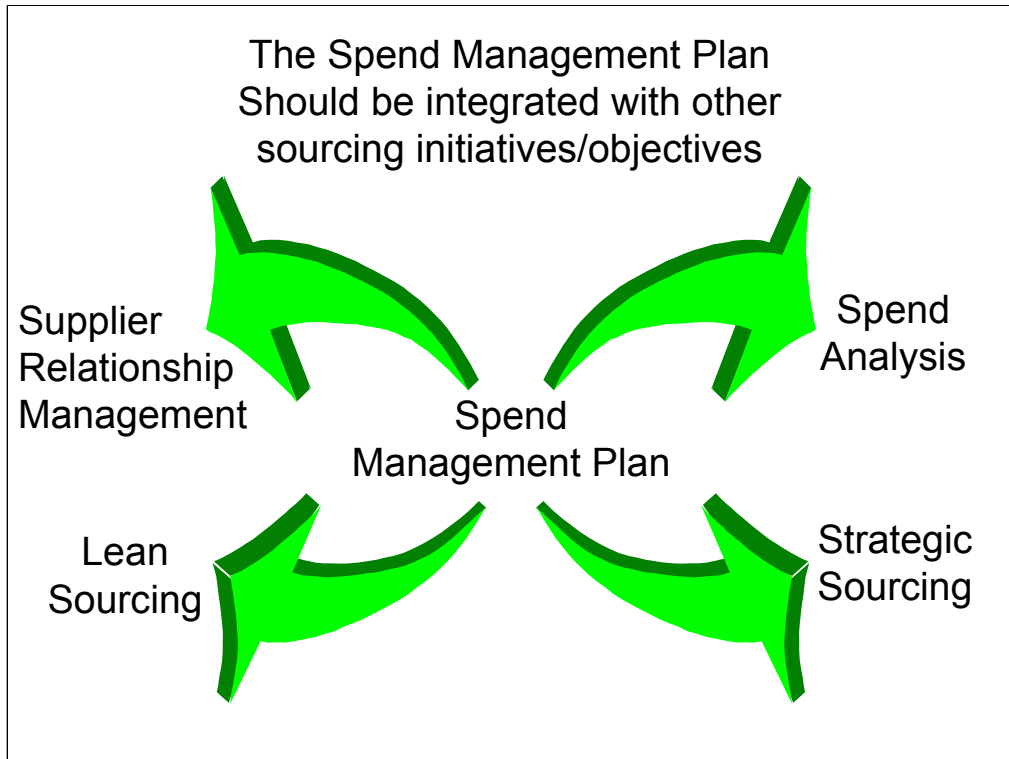 The Spend Management Plan
Should be integrated with other
sourcing initiatives/objectives
Supplier
Relationship
Management
Spend
Analysis
Spend
Management Plan
Lean
Sourcing
Strategic
Sourcing